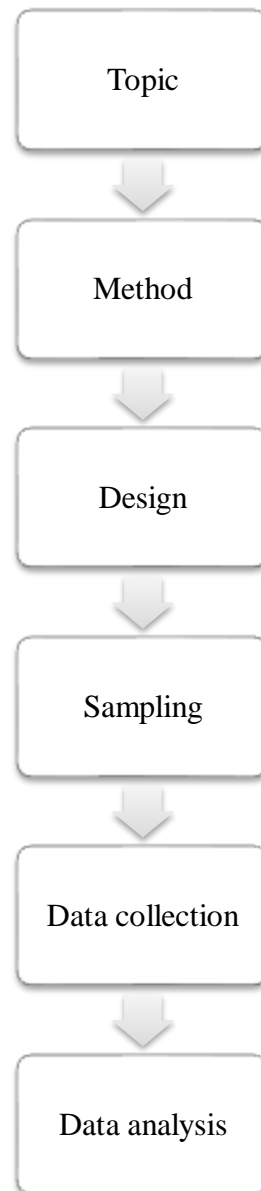 Topic
Method
Design
Sampling
Data collection
Data analysis